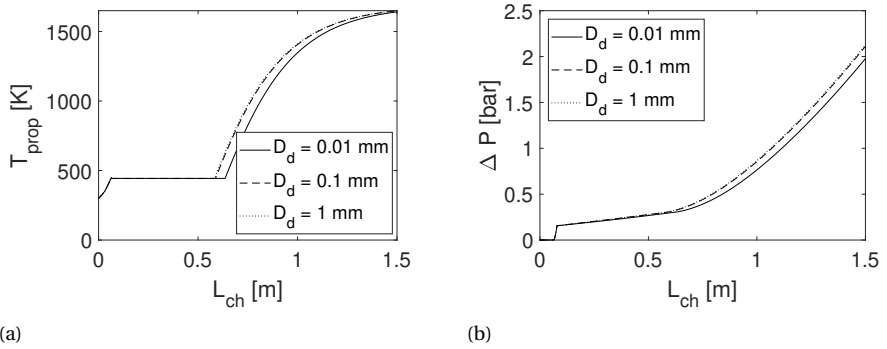 1500
1000
500
0
T_prop [K]
D_d = 0.01 mm
D_d = 0.1 mm
D_d = 1 mm
0 0.5 1 1.5
L_ch [m]
(a)
2.5
2
1.5
1
0.5
0
Δ P [bar]
D_d = 0.01 mm
D_d = 0.1 mm
D_d = 1 mm
0 0.5 1 1.5
L_ch [m]
(b)